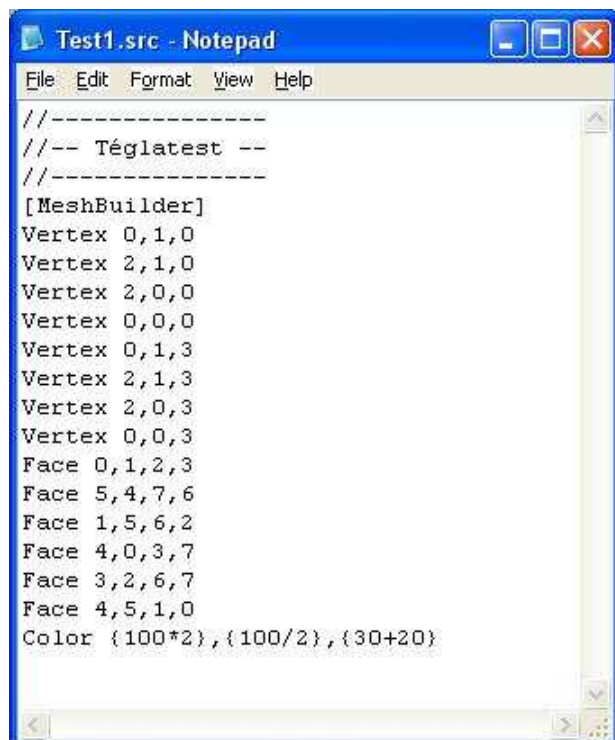 Test1.src - Notepad
File Edit Format View Help
//---------------
//-- Téglatest --
//---------------
[MeshBuilder]
Vertex 0,1,0
Vertex 2,1,0
Vertex 2,0,0
Vertex 0,0,0
Vertex 0,1,3
Vertex 2,1,3
Vertex 2,0,3
Vertex 0,0,3
Face 0,1,2,3
Face 5,4,7,6
Face 1,5,6,2
Face 4,0,3,7
Face 3,2,6,7
Face 4,5,1,0
Color {100*2},{100/2},{30+20}